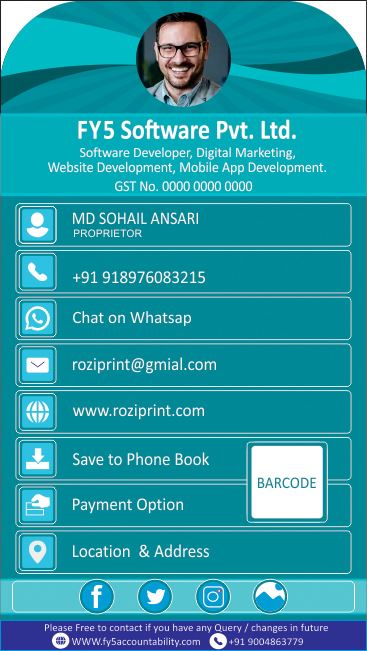 FY5 Software Pvt. Ltd.
Software Developer, Digital Marketing,
Website Development, Mobile App Development.
GST No. 0000 0000 0000
MD SOHAIL ANSARI
PROPRIETOR
+91 918976083215
Chat on Whatsap
roziprint@gmial.com
www.roziprint.com
Save to Phone Book
BARCODE
Payment Option
Location & Address
Please Free to contact if you have any Query / changes in future
WWW.fy5accountability.com +91 9004863779